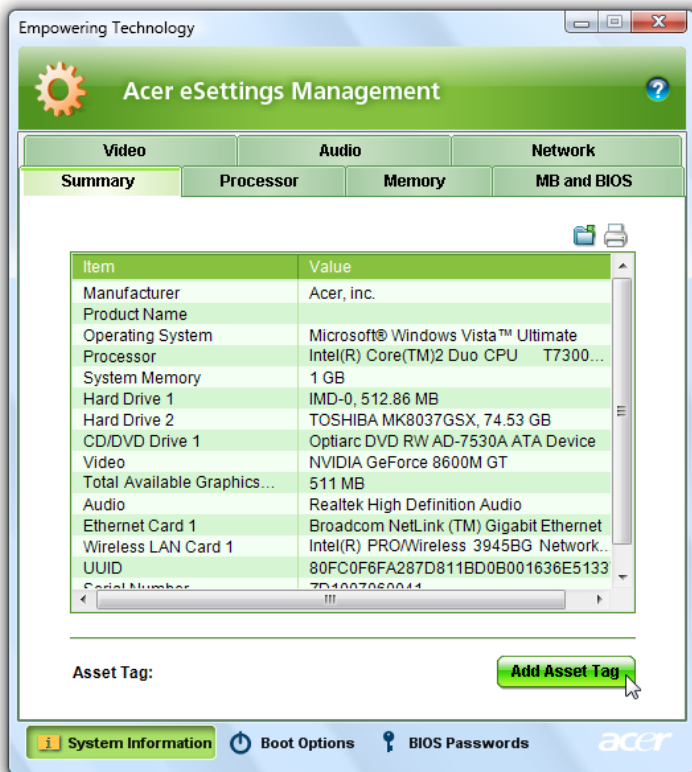 Empowering Technology
Acer eSettings Management
Video Audio Network
Summary Processor Memory MB and BIOS
Item Value
Manufacturer Acer, inc.
Product Name
Operating System Microsoft® Windows Vista™ Ultimate
Processor Intel(R) Core(TM)2 Duo CPU T7300...
System Memory 1 GB
Hard Drive 1 IMD-0, 512.86 MB
Hard Drive 2 TOSHIBA MK8037GSX, 74.53 GB
CD/DVD Drive 1 Optiarc DVD RW AD-7530A ATA Device
Video NVIDIA GeForce 8600M GT
Total Available Graphics... 511 MB
Audio Realtek High Definition Audio
Ethernet Card 1 Broadcom NetLink (TM) Gigabit Ethernet
Wireless LAN Card 1 Intel(R) PRO/Wireless 3945BG Network..
UUID 80FC0F6FA287D811BD0B001636E5133
Serial Number
Asset Tag: Add Asset Tag
System Information Boot Options BIOS Passwords acer